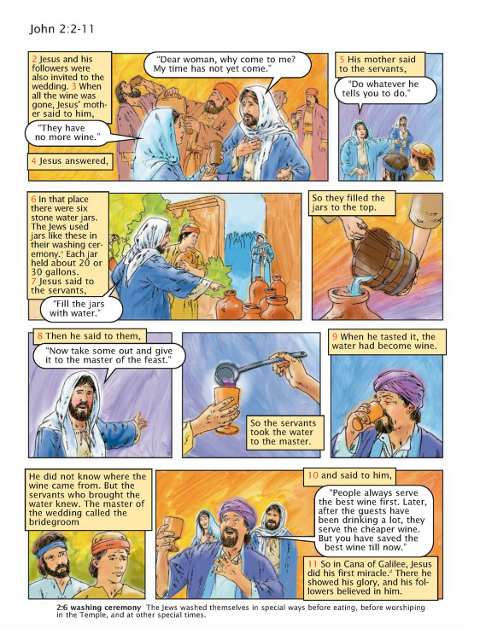 John 2:2-11
2 Jesus and his
followers were
also invited to the
wedding. 3 When
all the wine was
gone, Jesus' moth-
er said to him,
"They have
no more wine."
4 Jesus answered,
"Dear woman, why come to me?
My time has not yet come."
5 His mother said
to the servants,
"Do whatever he
tells you to do."
6 In that place
there were six
stone water jars.
The Jews used
jars like these in
their washing cer-
emony.* Each jar
held about 20 or
30 gallons.
7 Jesus said to
the servants,
"Fill the jars
with water."
So they filled the
jars to the top.
8 Then he said to them,
"Now take some out and give
it to the master of the feast."
So the servants
took the water
to the master.
9 When he tasted it, the
water had become wine.
He did not know where the
wine came from. But the
servants who brought the
water knew. The master of
the wedding called the
bridegroom
10 and said to him,
"People always serve
the best wine first. Later,
after the guests have
been drinking a lot, they
serve the cheaper wine.
But you have saved the
best wine till now."
11 So in Cana of Galilee, Jesus
did his first miracle.* There he
showed his glory, and his fol-
lowers believed in him.
2:6 washing ceremony The Jews washed themselves in special ways before eating, before worshiping
in the Temple, and at other special times.